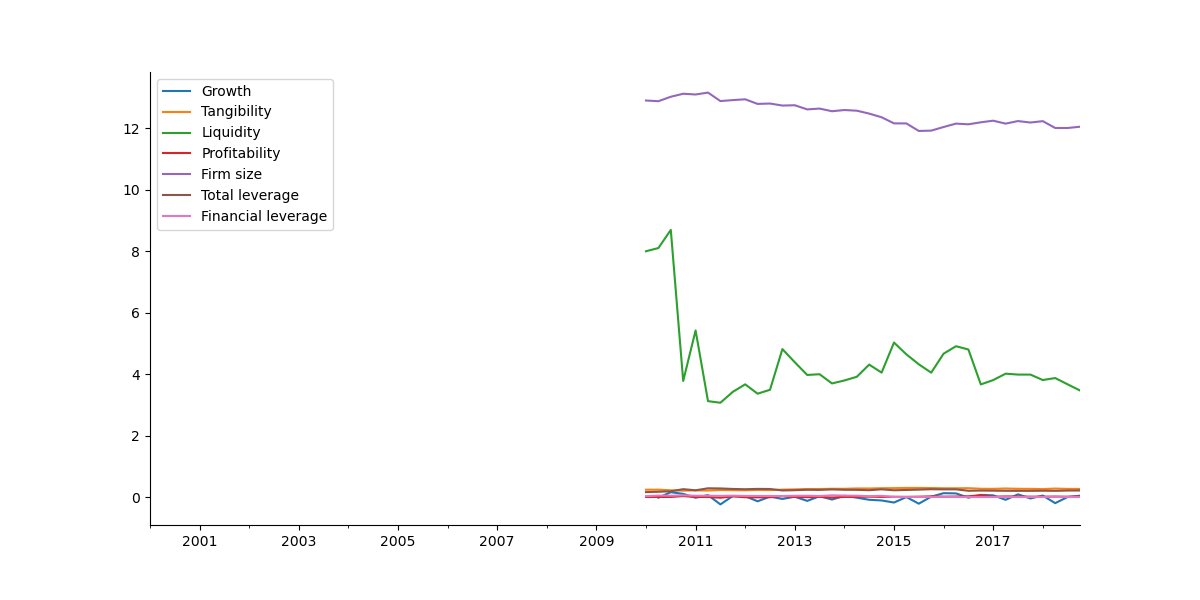 Growth
Tangibility
Liquidity
Profitability
Firm size
Total leverage
Financial leverage
12
10
8
6
4
2
0
2001 2003 2005 2007 2009 2011 2013 2015 2017